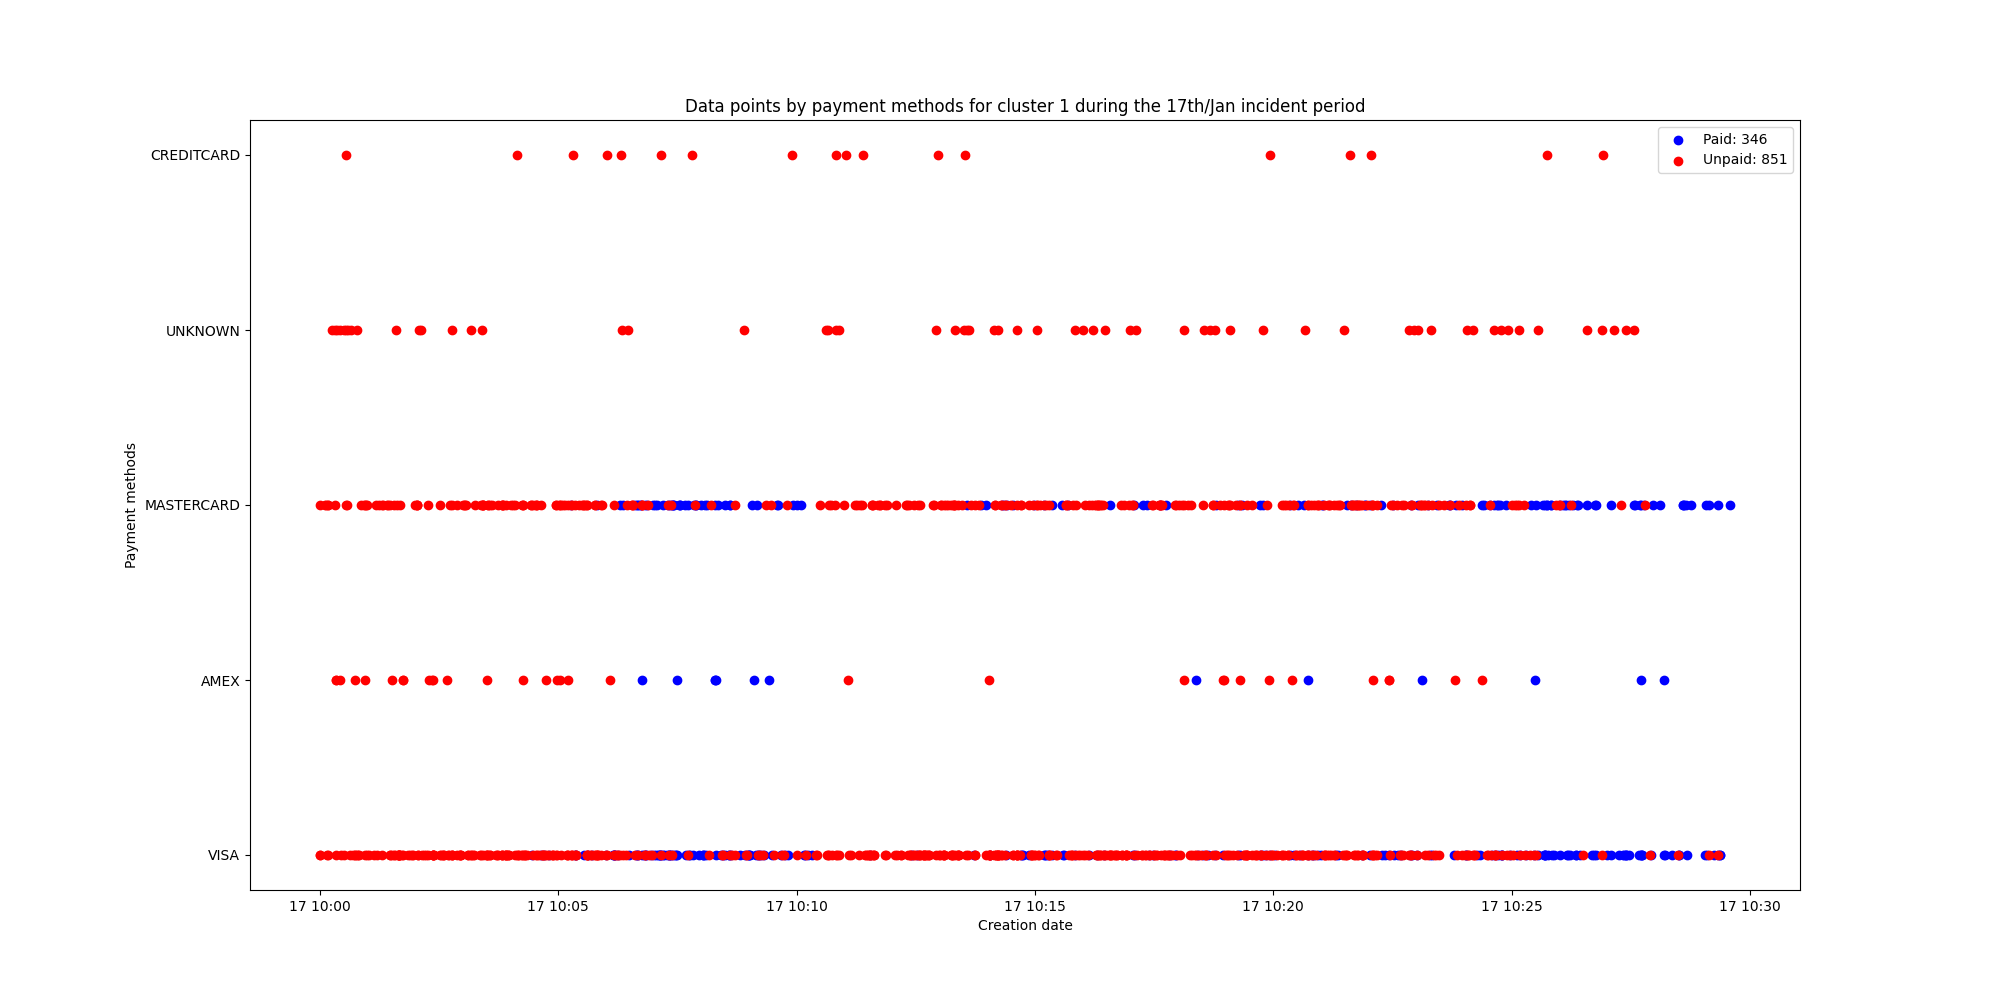 Data points by payment methods for cluster 1 during the 17th/Jan incident period
Paid: 346
Unpaid: 851
CREDITCARD
UNKNOWN
MASTERCARD
AMEX
VISA
Payment methods
17 10:00
17 10:05
17 10:10
17 10:15
17 10:20
17 10:25
17 10:30
Creation date